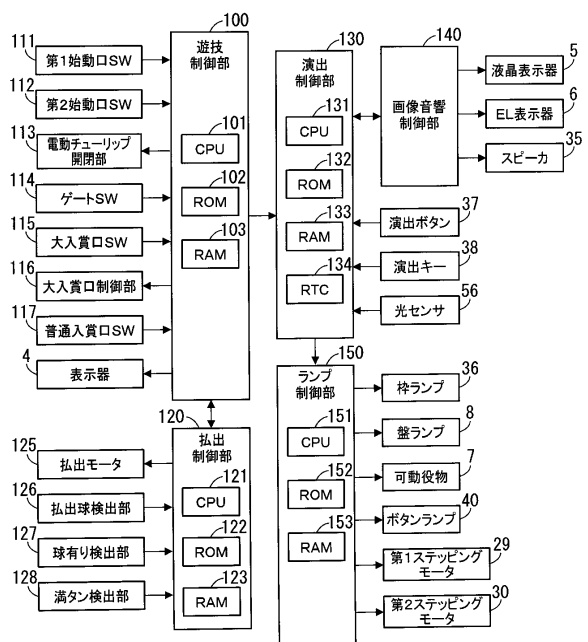 111
第1始動口SW
112
第2始動口SW
113
電動チューリップ
開閉部
114
ゲートSW
115
大入賞口SW
116
大入賞口制御部
117
普通入賞口SW
4
表示器
100
遊技
制御部
101
CPU
102
ROM
103
RAM
120
払出
制御部
121
CPU
122
ROM
123
RAM
125
払出モータ
126
払出球検出部
127
球有り検出部
128
満タン検出部
130
演出
制御部
131
CPU
132
ROM
133
RAM
134
RTC
140
画像音響
制御部
5
液晶表示器
6
EL表示器
35
スピーカ
37
演出ボタン
38
演出キー
56
光センサ
150
ランプ
制御部
151
CPU
152
ROM
153
RAM
36
枠ランプ
8
盤ランプ
7
可動役物
40
ボタンランプ
29
第1ステッピング
モータ
30
第2ステッピング
モータ